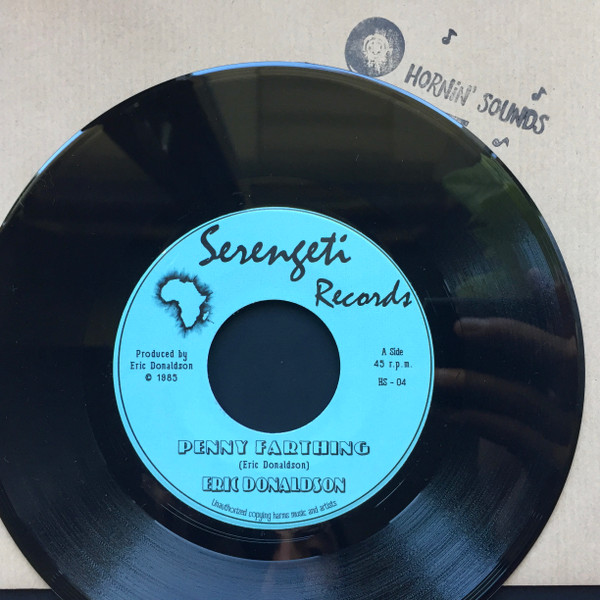 HORNIN' SOUNDS
Serengeti
Records
Produced by
Eric Donaldson
© 1985
A Side
45 r.p.m.
HS - 04
PENNY FARTHING
(Eric Donaldson)
ERIC DONALDSON
Unauthorized copying harms music and artists